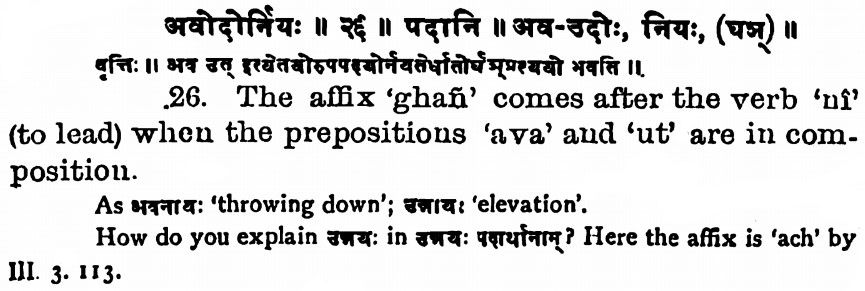 अवोदोर्नियः ॥ २६ ॥ पदानि ॥ अव-उदोः, नियः, (घञ्) ॥
वृत्तिः ॥ अव उत् इत्येतयोरुपपदयोर्नयतेर्धातोर्घञ्प्रत्ययो भवति ॥
.26. The affix ‘ghañ’ comes after the verb ‘nî’
(to lead) when the prepositions ‘ava’ and ‘ut’ are in com-
position.
As अवनायः ‘throwing down’; उन्नायः ‘elevation’.
How do you explain उन्नयः in उन्नयः पदार्थानाम्? Here the affix is ‘ach’ by
III. 3. 113.